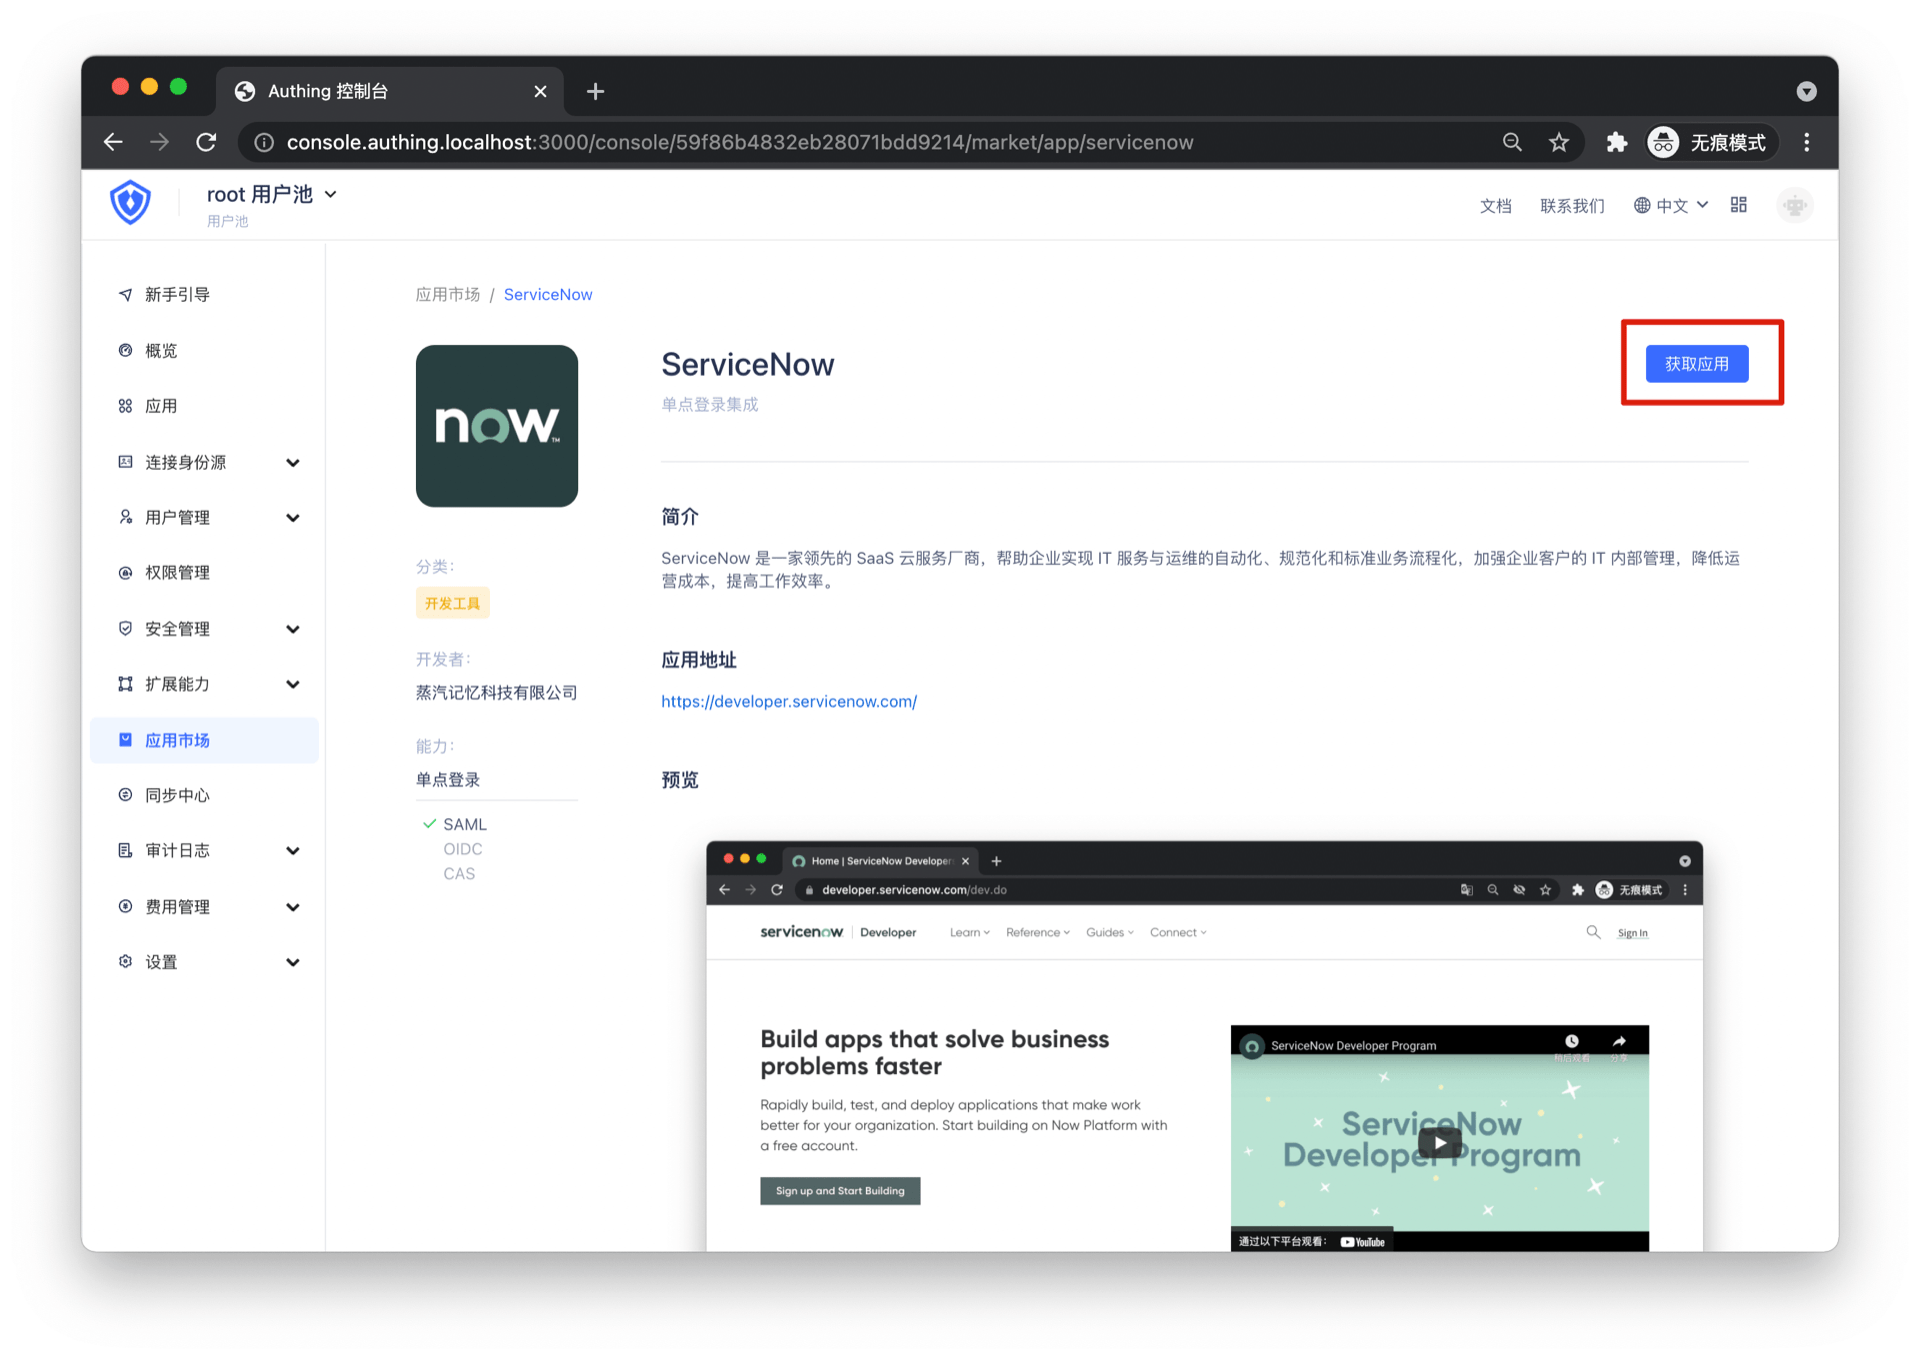 Authing 控制台
console.authing.localhost:3000/console/59f86b4832eb28071bdd9214/market/app/servicenow
无痕模式
root 用户池
用户池
文档
联系我们
中文
新手引导
概览
应用
连接身份源
用户管理
权限管理
安全管理
扩展能力
应用市场
同步中心
审计日志
费用管理
设置
应用市场 / ServiceNow
now™
分类：
开发工具
开发者：
蒸汽记忆科技有限公司
能力：
单点登录
SAML
OIDC
CAS
ServiceNow
单点登录集成
获取应用
简介
ServiceNow 是一家领先的 SaaS 云服务厂商，帮助企业实现 IT 服务与运维的自动化、规范化和标准业务流程化，加强企业客户的 IT 内部管理，降低运
营成本，提高工作效率。
应用地址
https://developer.servicenow.com/
预览
Home | ServiceNow Developer
developer.servicenow.com/dev.do
无痕模式
servicenow Developer
Learn
Reference
Guides
Connect
Sign In
Build apps that solve business
problems faster
Rapidly build, test, and deploy applications that make work
better for your organization. Start building on Now Platform with
a free account.
Sign up and Start Building
ServiceNow Developer Program
稍后观看
分享
ServiceNow
Developer Program
通过以下平台观看：
YouTube